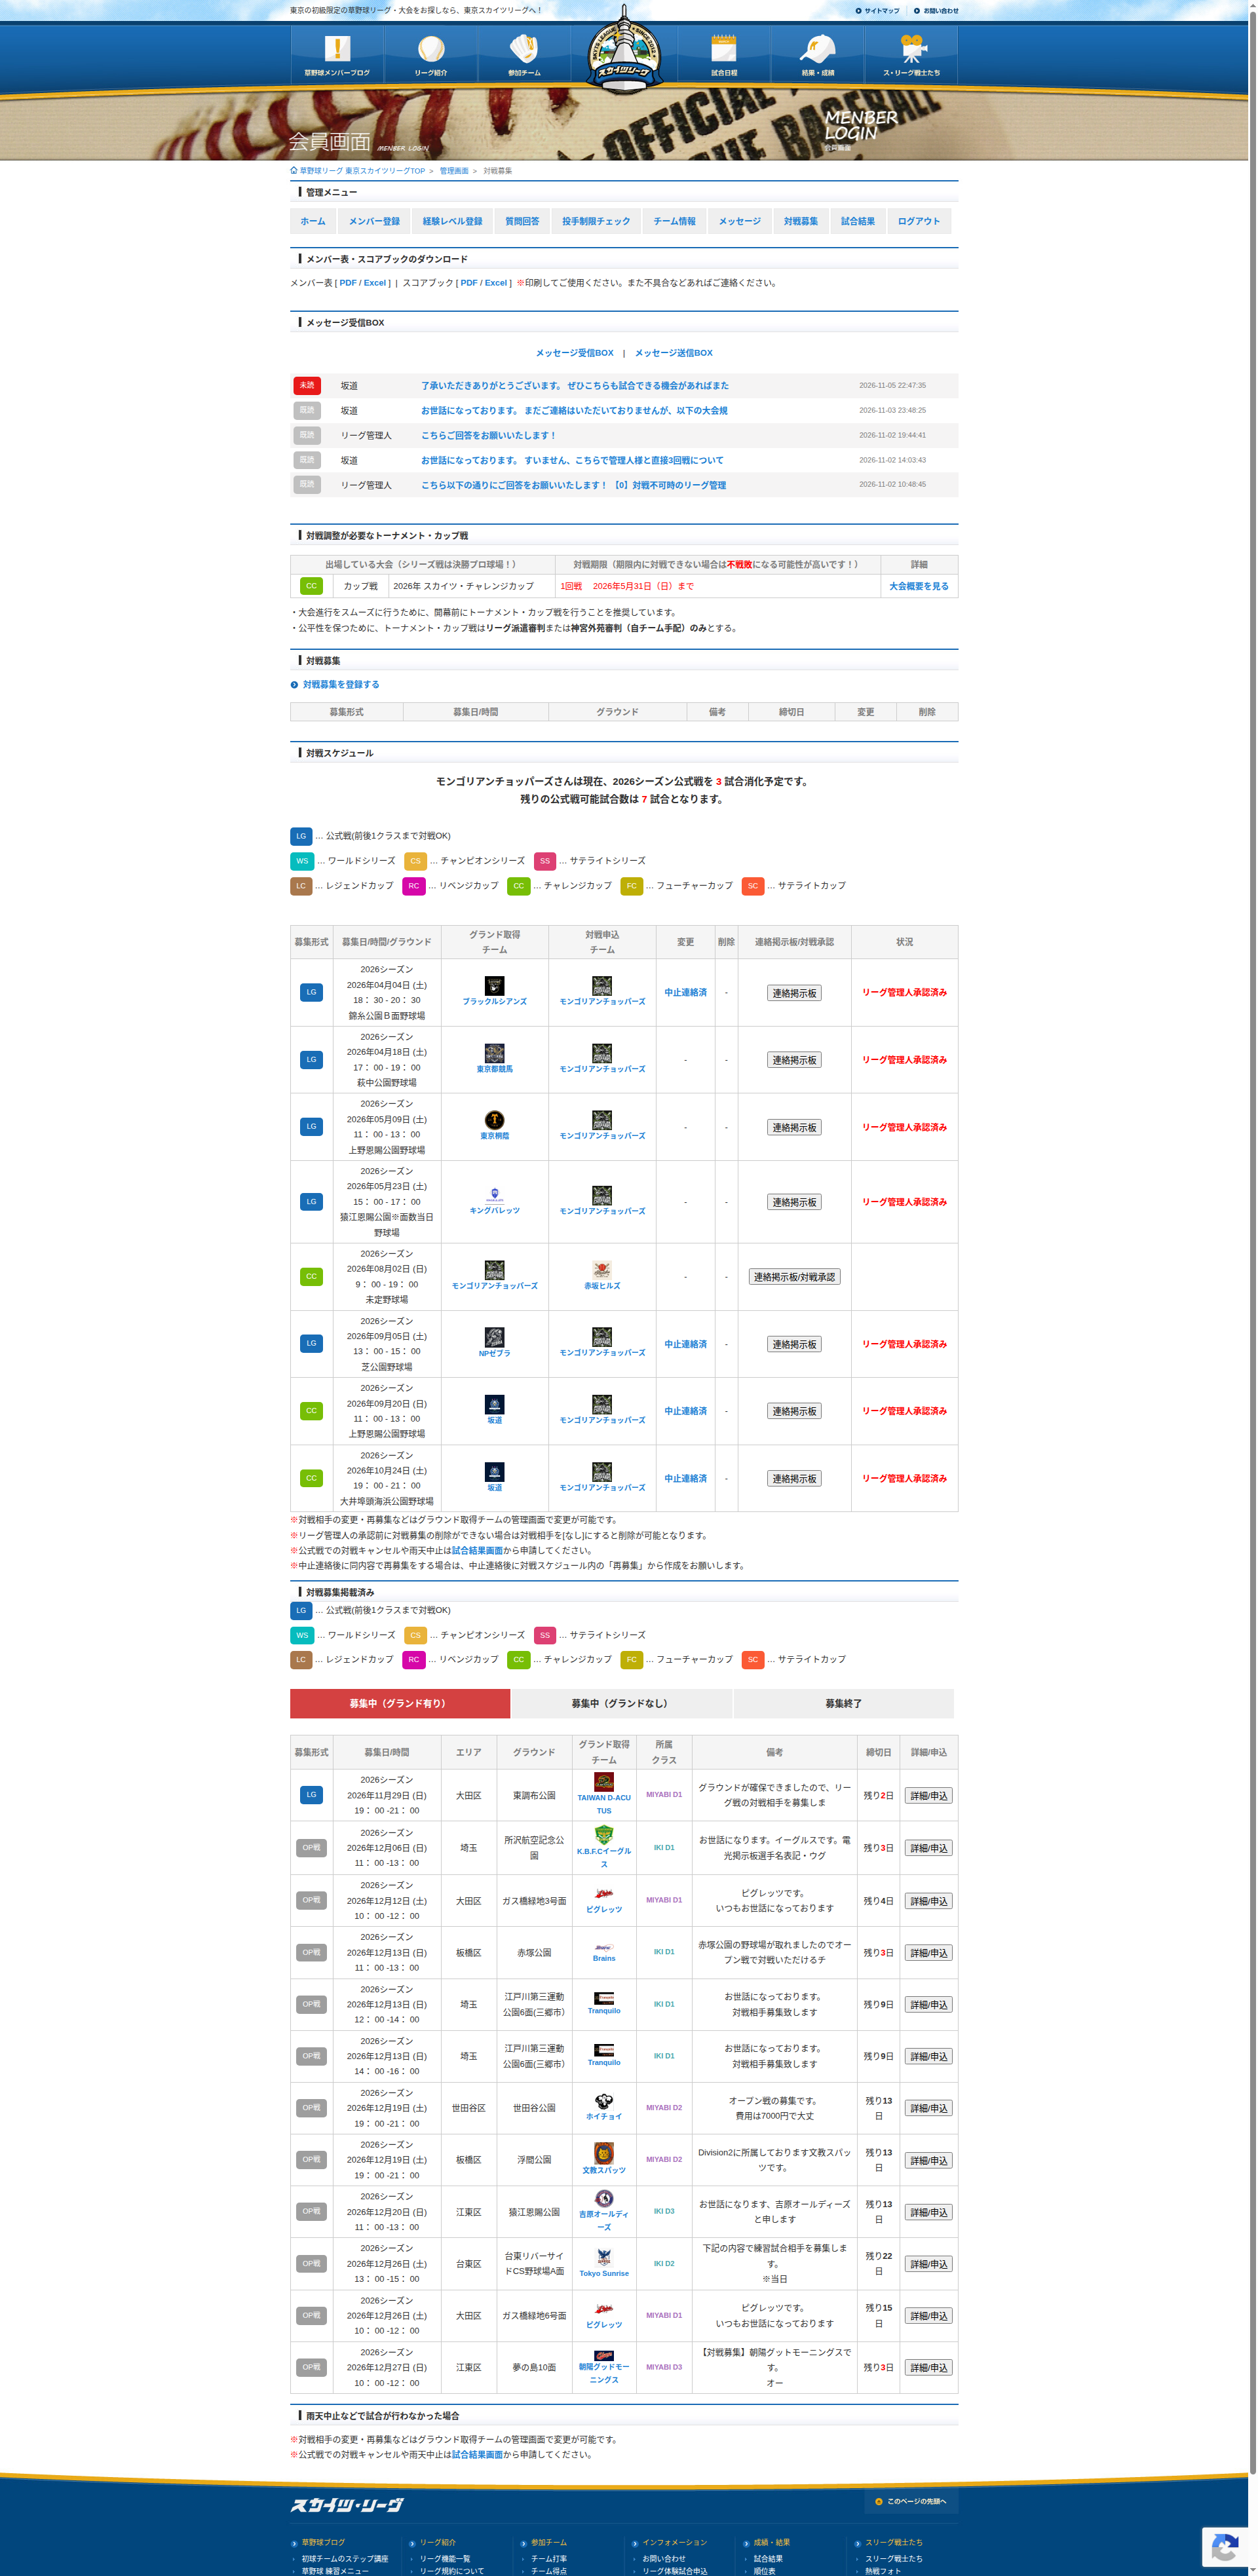 東京の初級限定の草野球リーグ・大会をお探しなら、東京スカイツリーグへ!
サイトマップ
お問い合わせ
草野球メンバーブログ
リーグ紹介
参加チーム
スカイツリーグ
試合日程
結果・成績
ス・リーグ戦士たち
会員画面
MENBER LOGIN
MENBER
LOGIN
会員画面
草野球リーグ 東京スカイツリーグTOP > 管理画面 > 対戦募集
管理メニュー
ホーム
メンバー登録
経験レベル登録
質問回答
投手制限チェック
チーム情報
メッセージ
対戦募集
試合結果
ログアウト
メンバー表・スコアブックのダウンロード
メンバー表 [ PDF / Excel ] | スコアブック [ PDF / Excel ] ※印刷してご使用ください。また不具合などあればご連絡ください。
メッセージ受信BOX
メッセージ受信BOX | メッセージ送信BOX
未読 坂道 了承いただきありがとうございます。 ぜひこちらも試合できる機会があればまた 2026-11-05 22:47:35
既読 坂道 お世話になっております。 まだご連絡はいただいておりませんが、以下の大会規 2026-11-03 23:48:25
既読 リーグ管理人 こちらご回答をお願いいたします! 2026-11-02 19:44:41
既読 坂道 お世話になっております。 すいません、こちらで管理人様と直接3回戦について 2026-11-02 14:03:43
既読 リーグ管理人 こちら以下の通りにご回答をお願いいたします! 【0】対戦不可時のリーグ管理 2026-11-02 10:48:45
対戦調整が必要なトーナメント・カップ戦
出場している大会(シリーズ戦は決勝プロ球場!) 対戦期限(期限内に対戦できない場合は不戦敗になる可能性が高いです!) 詳細
CC カップ戦 2026年 スカイツ・チャレンジカップ 1回戦 2026年5月31日(日)まで 大会概要を見る
・大会進行をスムーズに行うために、開幕前にトーナメント・カップ戦を行うことを推奨しています。
・公平性を保つために、トーナメント・カップ戦はリーグ派遣審判または神宮外苑審判(自チーム手配)のみとする。
対戦募集
対戦募集を登録する
募集形式 募集日/時間 グラウンド 備考 締切日 変更 削除
対戦スケジュール
モンゴリアンチョッパーズさんは現在、2026シーズン公式戦を 3 試合消化予定です。
残りの公式戦可能試合数は 7 試合となります。
LG … 公式戦(前後1クラスまで対戦OK)
WS … ワールドシリーズ CS … チャンピオンシリーズ SS … サテライトシリーズ
LC … レジェンドカップ RC … リベンジカップ CC … チャレンジカップ FC … フューチャーカップ SC … サテライトカップ
募集形式 募集日/時間/グラウンド グランド取得チーム 対戦申込チーム 変更 削除 連絡掲示板/対戦承認 状況
LG 2026シーズン
2026年04月04日 (土)
18: 30 - 20: 30
錦糸公園B面野球場
ブラックルシアンズ モンゴリアンチョッパーズ 中止連絡済 - 連絡掲示板 リーグ管理人承認済み
LG 2026シーズン
2026年04月18日 (土)
17: 00 - 19: 00
萩中公園野球場
東京都競馬 モンゴリアンチョッパーズ - - 連絡掲示板 リーグ管理人承認済み
LG 2026シーズン
2026年05月09日 (土)
11: 00 - 13: 00
上野恩賜公園野球場
東京桐蔭 モンゴリアンチョッパーズ - - 連絡掲示板 リーグ管理人承認済み
LG 2026シーズン
2026年05月23日 (土)
15: 00 - 17: 00
猿江恩賜公園※面数当日
野球場
キングバレッツ モンゴリアンチョッパーズ - - 連絡掲示板 リーグ管理人承認済み
CC 2026シーズン
2026年08月02日 (日)
9: 00 - 19: 00
未定野球場
モンゴリアンチョッパーズ 赤坂ヒルズ - - 連絡掲示板/対戦承認
LG 2026シーズン
2026年09月05日 (土)
13: 00 - 15: 00
芝公園野球場
NPゼブラ モンゴリアンチョッパーズ 中止連絡済 - 連絡掲示板 リーグ管理人承認済み
CC 2026シーズン
2026年09月20日 (日)
11: 00 - 13: 00
上野恩賜公園野球場
坂道 モンゴリアンチョッパーズ 中止連絡済 - 連絡掲示板 リーグ管理人承認済み
CC 2026シーズン
2026年10月24日 (土)
19: 00 - 21: 00
大井埠頭海浜公園野球場
坂道 モンゴリアンチョッパーズ 中止連絡済 - 連絡掲示板 リーグ管理人承認済み
※対戦相手の変更・再募集などはグラウンド取得チームの管理画面で変更が可能です。
※リーグ管理人の承認前に対戦募集の削除ができない場合は対戦相手を[なし]にすると削除が可能となります。
※公式戦での対戦キャンセルや雨天中止は試合結果画面から申請してください。
※中止連絡後に同内容で再募集をする場合は、中止連絡後に対戦スケジュール内の「再募集」から作成をお願いします。
対戦募集掲載済み
LG … 公式戦(前後1クラスまで対戦OK)
WS … ワールドシリーズ CS … チャンピオンシリーズ SS … サテライトシリーズ
LC … レジェンドカップ RC … リベンジカップ CC … チャレンジカップ FC … フューチャーカップ SC … サテライトカップ
募集中(グランド有り) 募集中(グランドなし) 募集終了
募集形式 募集日/時間 エリア グラウンド グランド取得チーム 所属クラス 備考 締切日 詳細/申込
LG 2026シーズン
2026年11月29日 (日)
19: 00 -21: 00
大田区 東調布公園 TAIWAN D-ACUTUS MIYABI D1 グラウンドが確保できましたので、リーグ戦の対戦相手を募集しま 残り2日 詳細/申込
OP戦 2026シーズン
2026年12月06日 (日)
11: 00 -13: 00
埼玉 所沢航空記念公園 K.B.F.Cイーグルス IKI D1 お世話になります。イーグルスです。電光掲示板選手名表記・ウグ 残り3日 詳細/申込
OP戦 2026シーズン
2026年12月12日 (土)
10: 00 -12: 00
大田区 ガス橋緑地3号面 ピグレッツ MIYABI D1 ピグレッツです。
いつもお世話になっております 残り4日 詳細/申込
OP戦 2026シーズン
2026年12月13日 (日)
11: 00 -13: 00
板橋区 赤塚公園 Brains IKI D1 赤塚公園の野球場が取れましたのでオープン戦で対戦いただけるチ 残り3日 詳細/申込
OP戦 2026シーズン
2026年12月13日 (日)
12: 00 -14: 00
埼玉 江戸川第三運動公園6面(三郷市) Tranquilo IKI D1 お世話になっております。
対戦相手募集致します 残り9日 詳細/申込
OP戦 2026シーズン
2026年12月13日 (日)
14: 00 -16: 00
埼玉 江戸川第三運動公園6面(三郷市) Tranquilo IKI D1 お世話になっております。
対戦相手募集致します 残り9日 詳細/申込
OP戦 2026シーズン
2026年12月19日 (土)
19: 00 -21: 00
世田谷区 世田谷公園 ホイチョイ MIYABI D2 オープン戦の募集です。
費用は7000円で大丈 残り13日 詳細/申込
OP戦 2026シーズン
2026年12月19日 (土)
19: 00 -21: 00
板橋区 浮間公園 文教スパッツ MIYABI D2 Division2に所属しております文教スパッツです。 残り13日 詳細/申込
OP戦 2026シーズン
2026年12月20日 (日)
11: 00 -13: 00
江東区 猿江恩賜公園 吉原オールディーズ IKI D3 お世話になります、吉原オールディーズと申します 残り13日 詳細/申込
OP戦 2026シーズン
2026年12月26日 (土)
13: 00 -15: 00
台東区 台東リバーサイドCS野球場A面 Tokyo Sunrise IKI D2 下記の内容で練習試合相手を募集します。
※当日 残り22日 詳細/申込
OP戦 2026シーズン
2026年12月26日 (土)
10: 00 -12: 00
大田区 ガス橋緑地6号面 ピグレッツ MIYABI D1 ピグレッツです。
いつもお世話になっております 残り15日 詳細/申込
OP戦 2026シーズン
2026年12月27日 (日)
10: 00 -12: 00
江東区 夢の島10面 朝陽グッドモーニングス MIYABI D3 【対戦募集】朝陽グットモーニングスです。
オー 残り3日 詳細/申込
雨天中止などで試合が行わなかった場合
※対戦相手の変更・再募集などはグラウンド取得チームの管理画面で変更が可能です。
※公式戦での対戦キャンセルや雨天中止は試合結果画面から申請してください。
スカイツ・リーグ
このページの先頭へ
草野球ブログ リーグ紹介 参加チーム インフォメーション 成績・結果 スリーグ戦士たち
初球チームのステップ講座 リーグ機能一覧 チーム打率 お問い合わせ 試合結果 スリーグ戦士たち
草野球 練習メニュー リーグ規約について チーム得点 リーグ体験試合申込 順位表 熱戦フォト